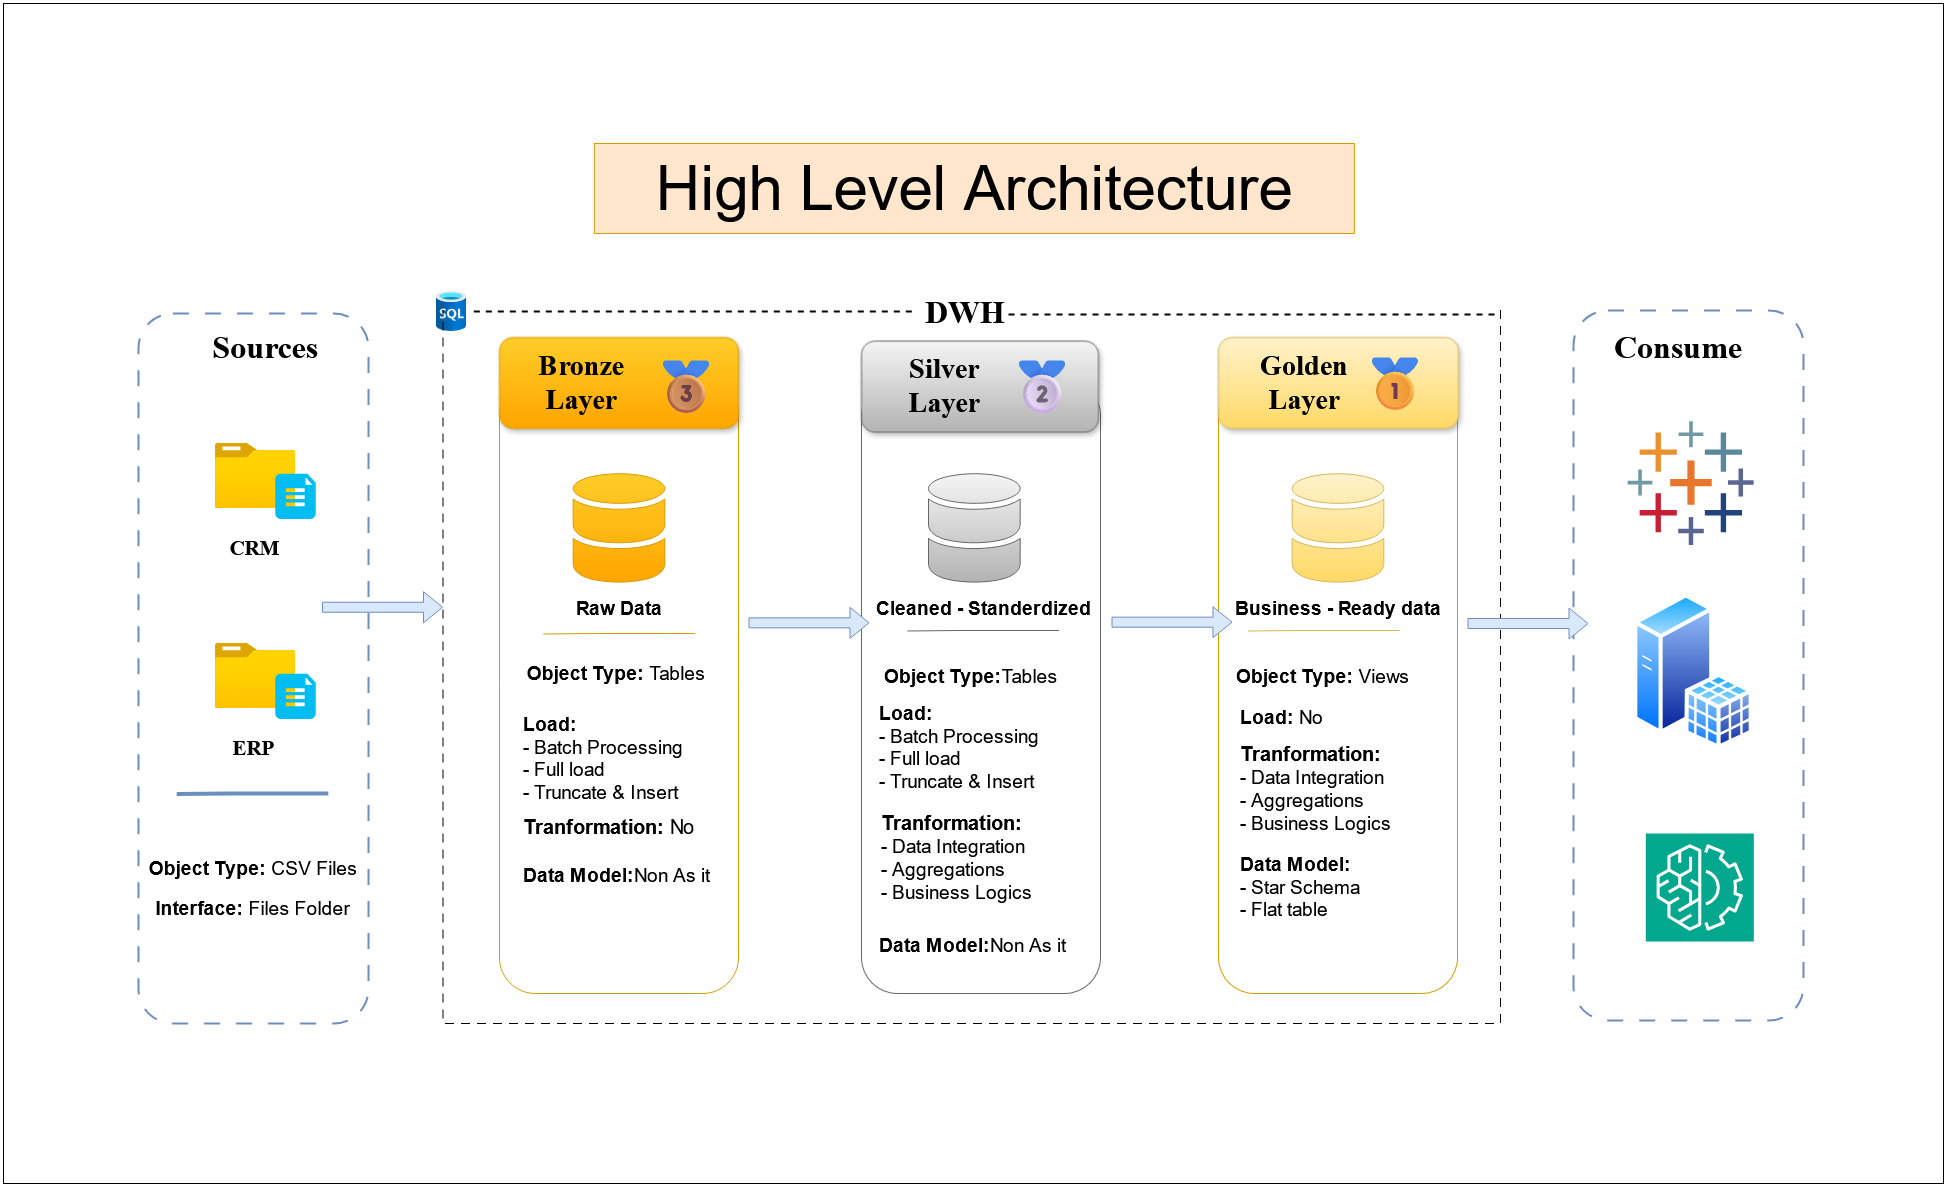 High Level Architecture
SQL
DWH
Sources
CRM
ERP
Object Type: CSV Files
Interface: Files Folder
Bronze
Layer
3
Raw Data
Object Type: Tables
Load:
- Batch Processing
- Full load
- Truncate & Insert
Tranformation: No
Data Model:Non As it
Silver
Layer
2
Cleaned - Standerdized
Object Type:Tables
Load:
- Batch Processing
- Full load
- Truncate & Insert
Tranformation:
- Data Integration
- Aggregations
- Business Logics
Data Model:Non As it
Golden
Layer
1
Business - Ready data
Object Type: Views
Load: No
Tranformation:
- Data Integration
- Aggregations
- Business Logics
Data Model:
- Star Schema
- Flat table
Consume